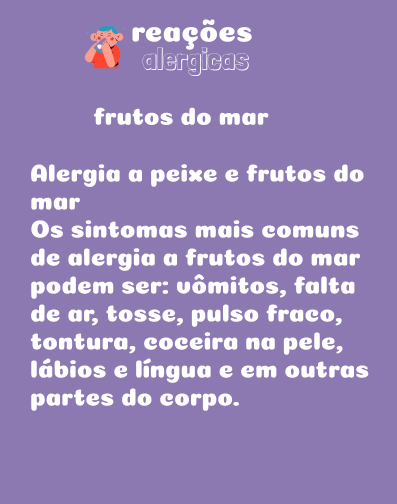 reações
alergicas
frutos do mar
Alergia a peixe e frutos do
mar
Os sintomas mais comuns
de alergia a frutos do mar
podem ser: vômitos, falta
de ar, tosse, pulso fraco,
tontura, coceira na pele,
lábios e língua e em outras
partes do corpo.